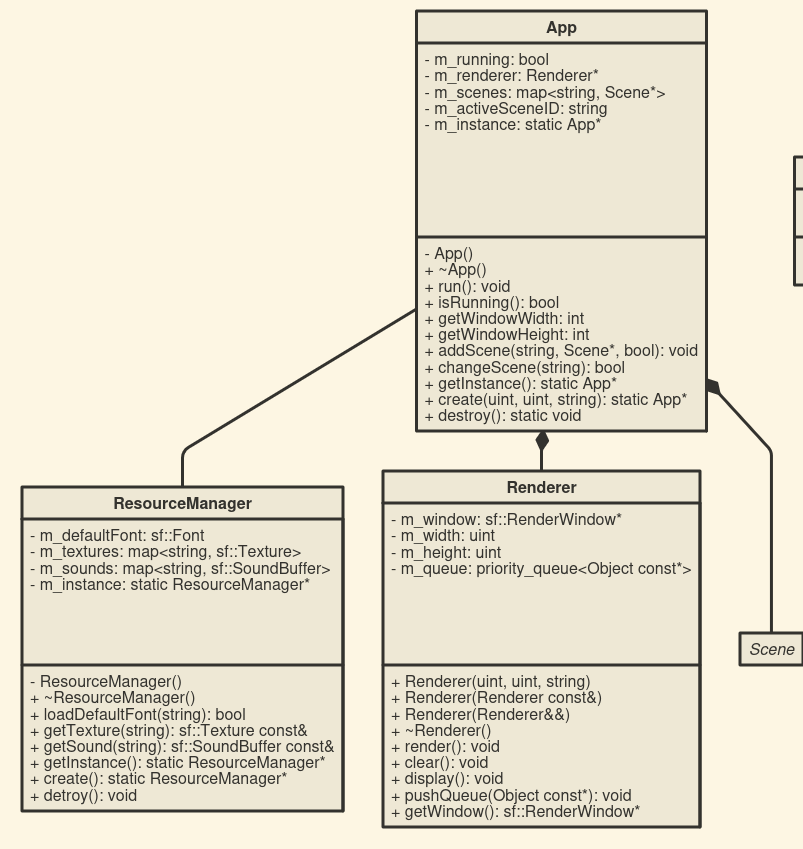 App
- m_running: bool
- m_renderer: Renderer*
- m_scenes: map<string, Scene*>
- m_activeSceneID: string
- m_instance: static App*
- App()
+ ~App()
+ run(): void
+ isRunning(): bool
+ getWindowWidth: int
+ getWindowHeight: int
+ addScene(string, Scene*, bool): void
+ changeScene(string): bool
+ getInstance(): static App*
+ create(uint, uint, string): static App*
+ destroy(): static void
ResourceManager
- m_defaultFont: sf::Font
- m_textures: map<string, sf::Texture>
- m_sounds: map<string, sf::SoundBuffer>
- m_instance: static ResourceManager*
- ResourceManager()
+ ~ResourceManager()
+ loadDefaultFont(string): bool
+ getTexture(string): sf::Texture const&
+ getSound(string): sf::SoundBuffer const&
+ getInstance(): static ResourceManager*
+ create(): static ResourceManager*
+ detroy(): void
Renderer
- m_window: sf::RenderWindow*
- m_width: uint
- m_height: uint
- m_queue: priority_queue<Object const*>
+ Renderer(uint, uint, string)
+ Renderer(Renderer const&)
+ Renderer(Renderer&&)
+ ~Renderer()
+ render(): void
+ clear(): void
+ display(): void
+ pushQueue(Object const*): void
+ getWindow(): sf::RenderWindow*
Scene